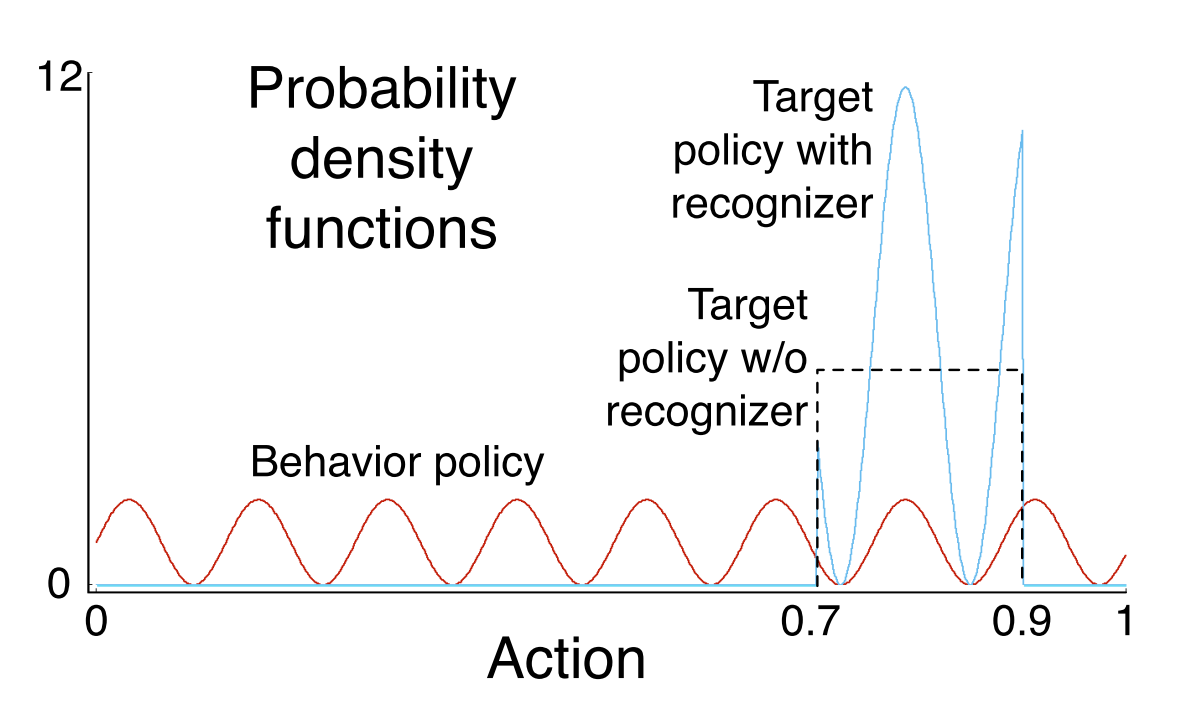 12
Probability
density
functions
Target
policy with
recognizer
Target
policy w/o
recognizer
Behavior policy
0
0
0.7
0.9
1
Action